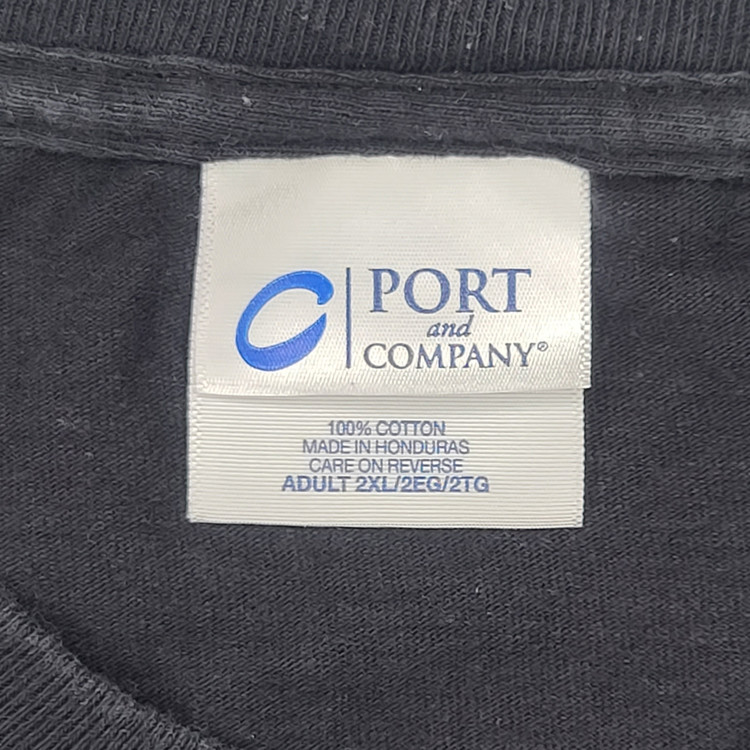 PORT
and
COMPANY®
100% COTTON
MADE IN HONDURAS
CARE ON REVERSE
ADULT 2XL/2EG/2TG